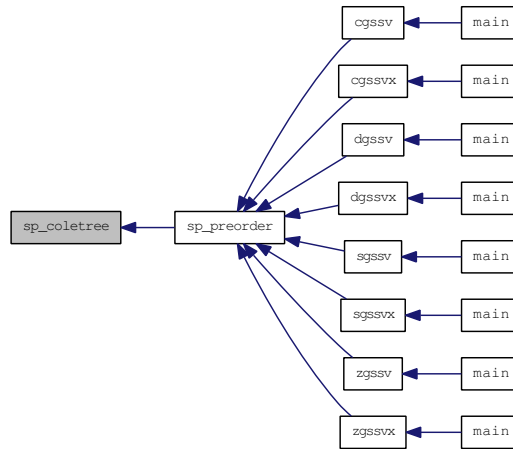 cgssv main
cgssvx main
dgssv main
dgssvx main
sp_coletree sp_preorder
sgssv main
sgssvx main
zgssv main
zgssvx main